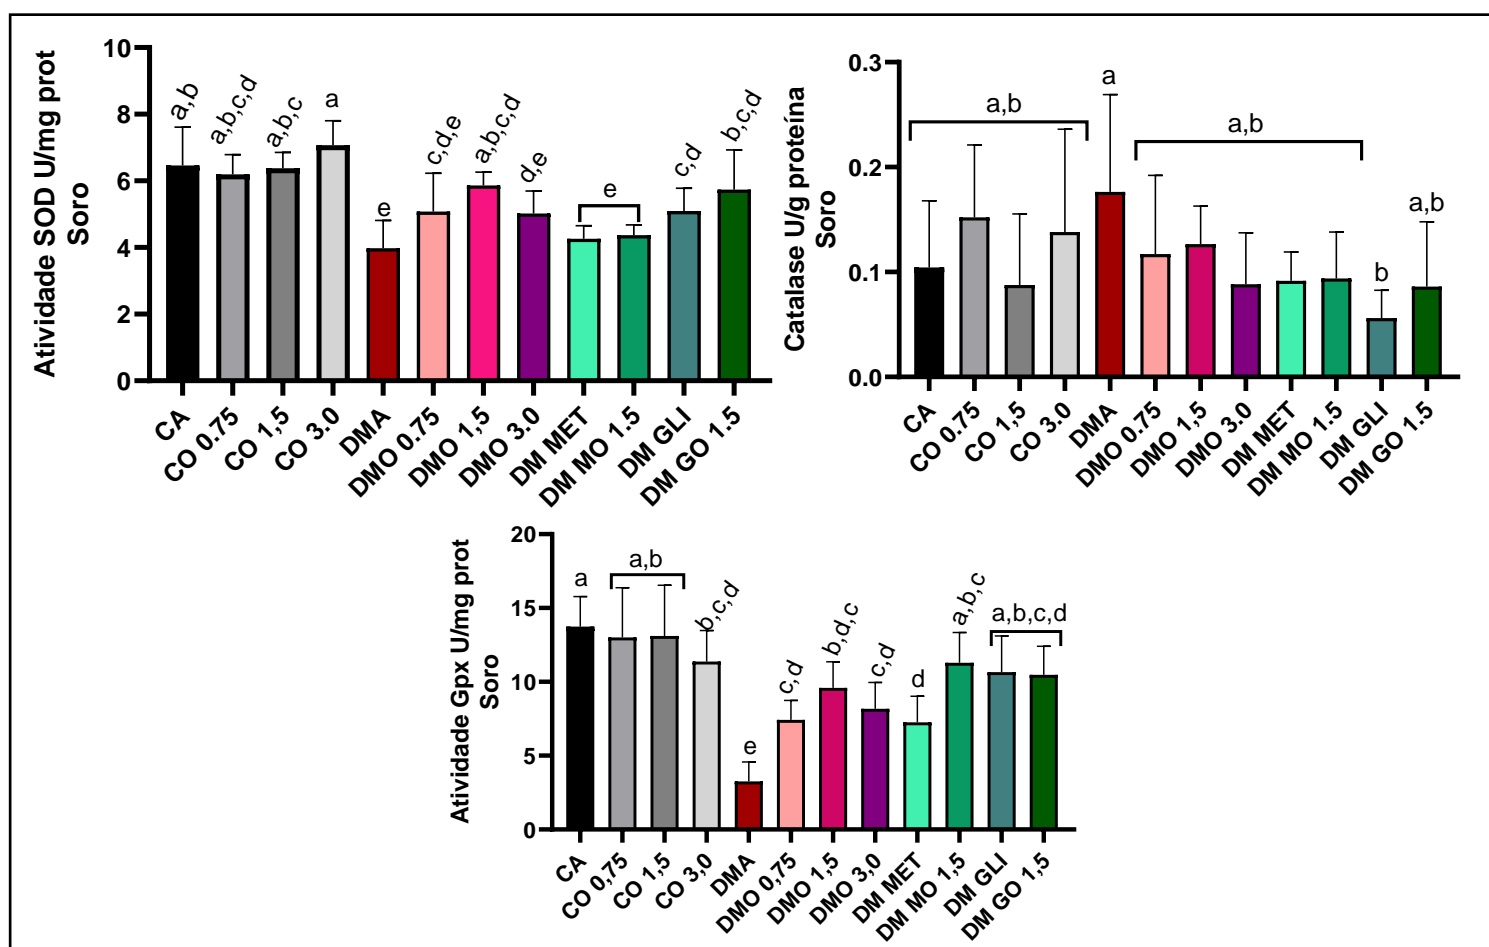 Atividade SOD U/mg prot
Soro
10
8
6
4
2
0
a,b
a,b,c,d
a,b,c
a
e
c,d,e
a,b,c,d
d,e
e
c,d
b,c,d
CA
CO 0.75
CO 1,5
CO 3.0
DMA
DMO 0.75
DMO 1,5
DMO 3.0
DM MET
DM MO 1.5
DM GLI
DM GO 1.5
Catalase U/g proteína
Soro
0.3
0.2
0.1
0.0
a,b
a
a,b
b
a,b
CA
CO 0.75
CO 1,5
CO 3.0
DMA
DMO 0.75
DMO 1,5
DMO 3.0
DM MET
DM MO 1.5
DM GLI
DM GO 1.5
Atividade Gpx U/mg prot
Soro
20
15
10
5
0
a
a,b
b,c,d
e
c,d
b,d,c
c,d
d
a,b,c
a,b,c,d
CA
CO 0,75
CO 1,5
CO 3,0
DMA
DMO 0,75
DMO 1,5
DMO 3,0
DM MET
DM MO 1,5
DM GLI
DM GO 1,5